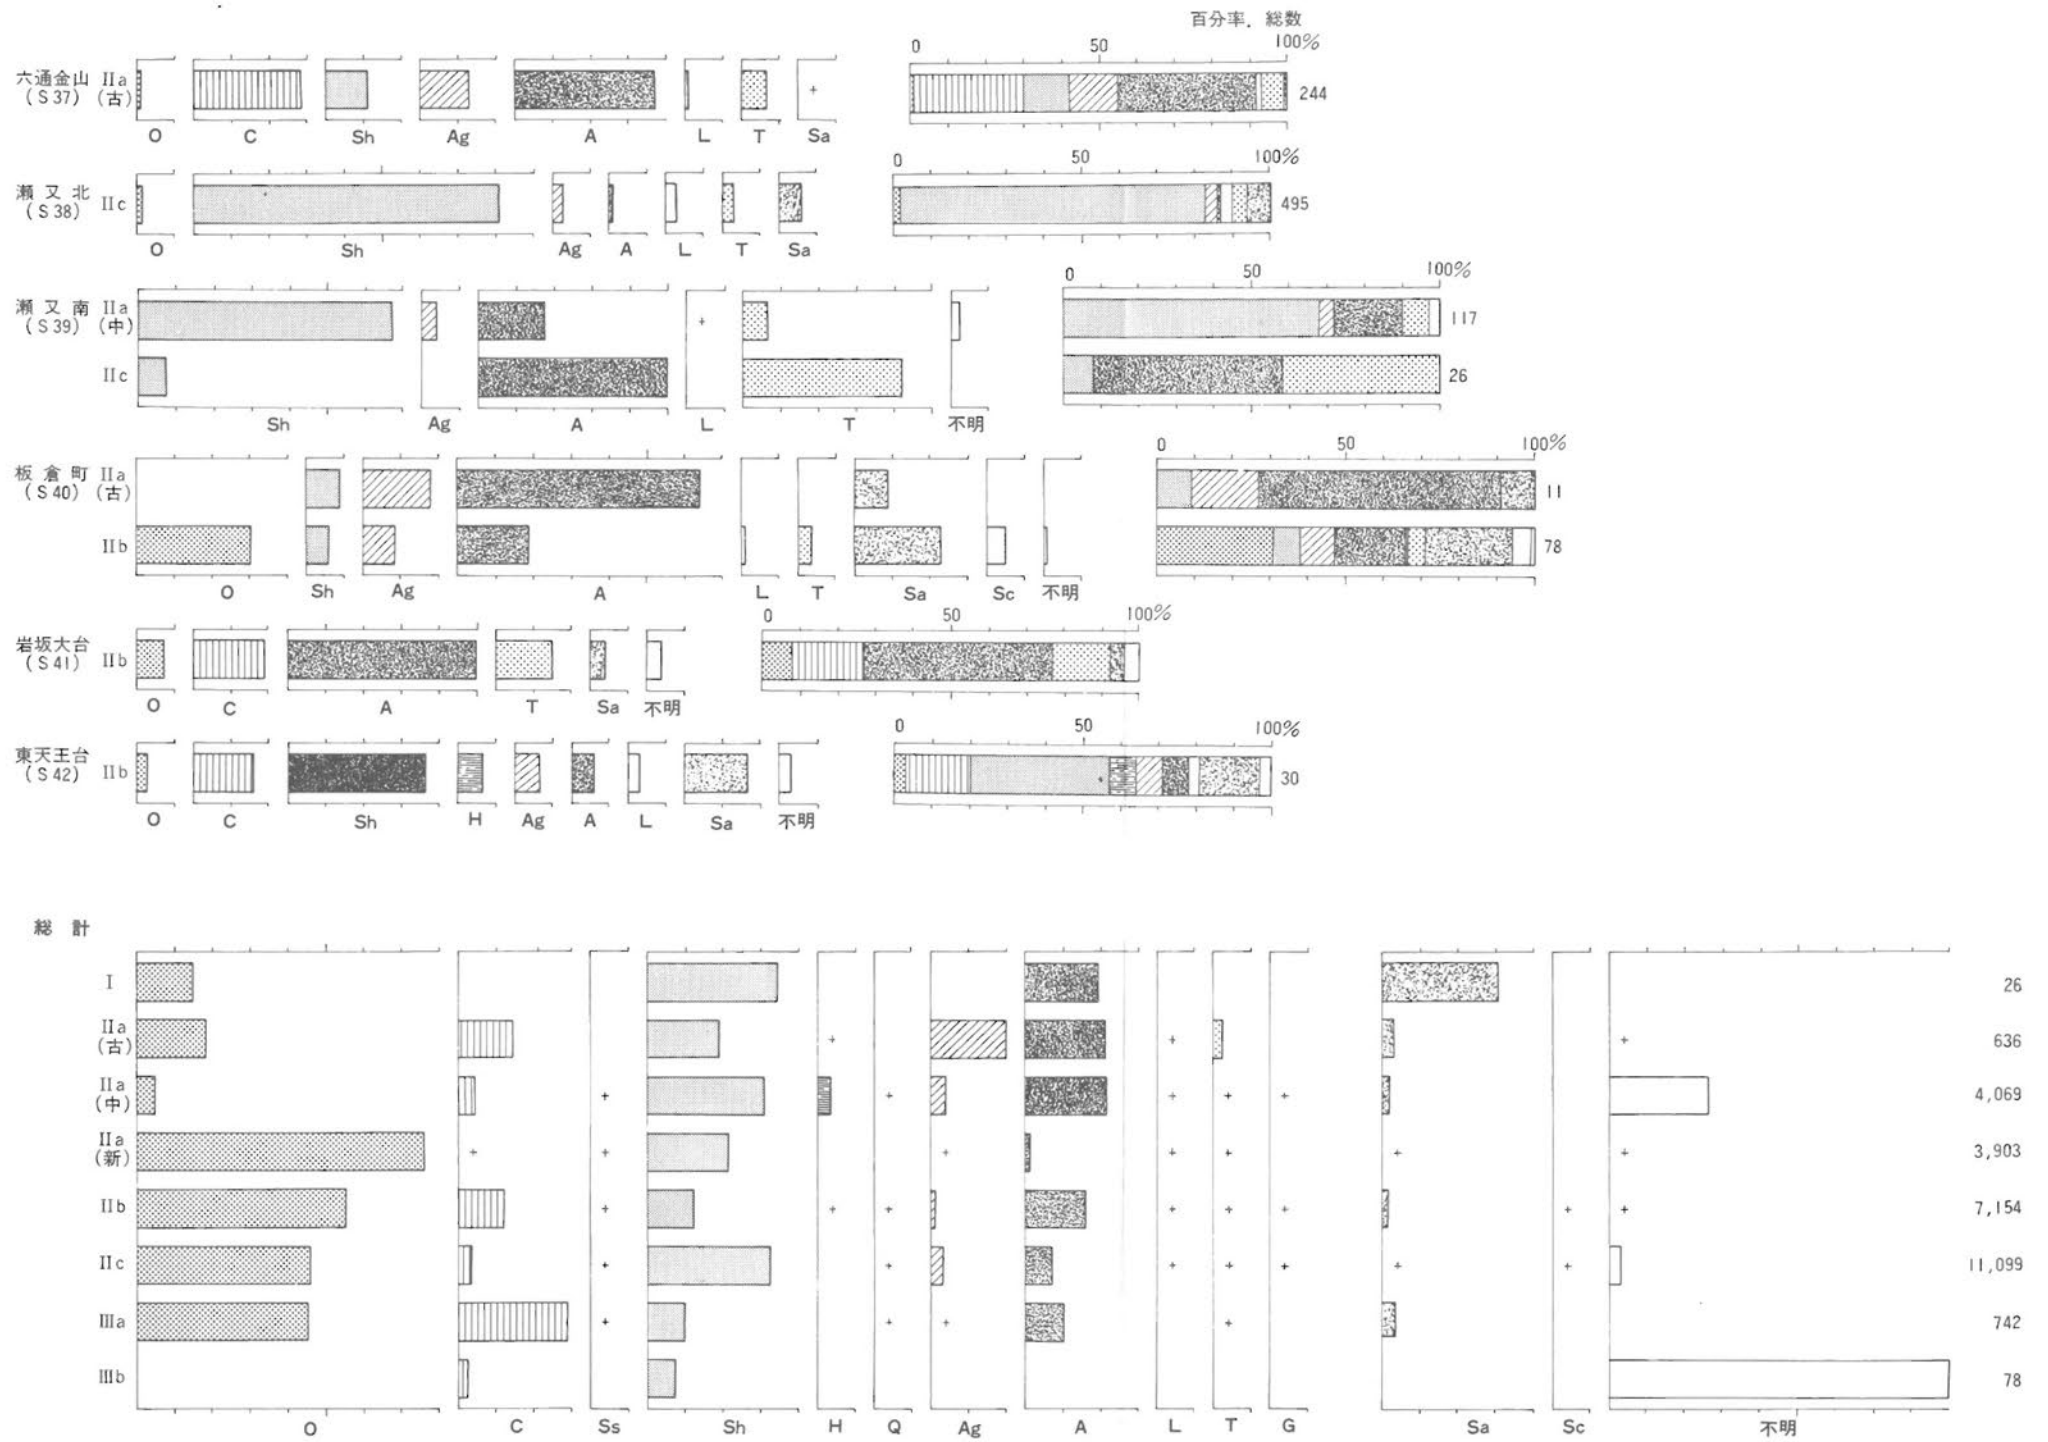 百分率．総数
0 50 100%
六通金山 IIa
(S37) (古)
244
O C Sh Ag A L T Sa
+
0 50 100%
瀬又北 IIc
(S38)
495
O Sh Ag A L T Sa
0 50 100%
瀬又南 IIa
(S39) (中)
+
117
IIc
26
Sh Ag A L T 不明
0 50 100%
板倉町 IIa
(S40) (古)
11
IIb
78
O Sh Ag A L T Sa Sc 不明
0 50 100%
岩坂大台 IIb
(S41)
O C A T Sa 不明
0 50 100%
東天王台 IIb
(S42)
30
O C Sh H Ag A L Sa 不明
総計
I 26
IIa
(古)
+ + + 636
IIa
(中)
+ + + + + 4,069
IIa
(新)
+ + + + + + + 3,903
IIb + + + + + + + + 7,154
IIc + + + + + + + 11,099
IIIa + + + + 742
IIIb 78
O C Ss Sh H Q Ag A L T G Sa Sc 不明